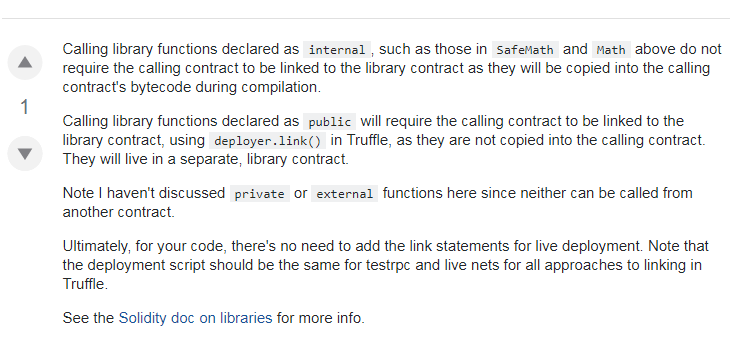 Calling library functions declared as internal , such as those in SafeMath and Math above do not
require the calling contract to be linked to the library contract as they will be copied into the calling
contract's bytecode during compilation.
1
Calling library functions declared as public will require the calling contract to be linked to the
library contract, using deployer.link() in Truffle, as they are not copied into the calling contract.
They will live in a separate, library contract.
Note I haven't discussed private or external functions here since neither can be called from
another contract.
Ultimately, for your code, there's no need to add the link statements for live deployment. Note that
the deployment script should be the same for testrpc and live nets for all approaches to linking in
Truffle.
See the Solidity doc on libraries for more info.